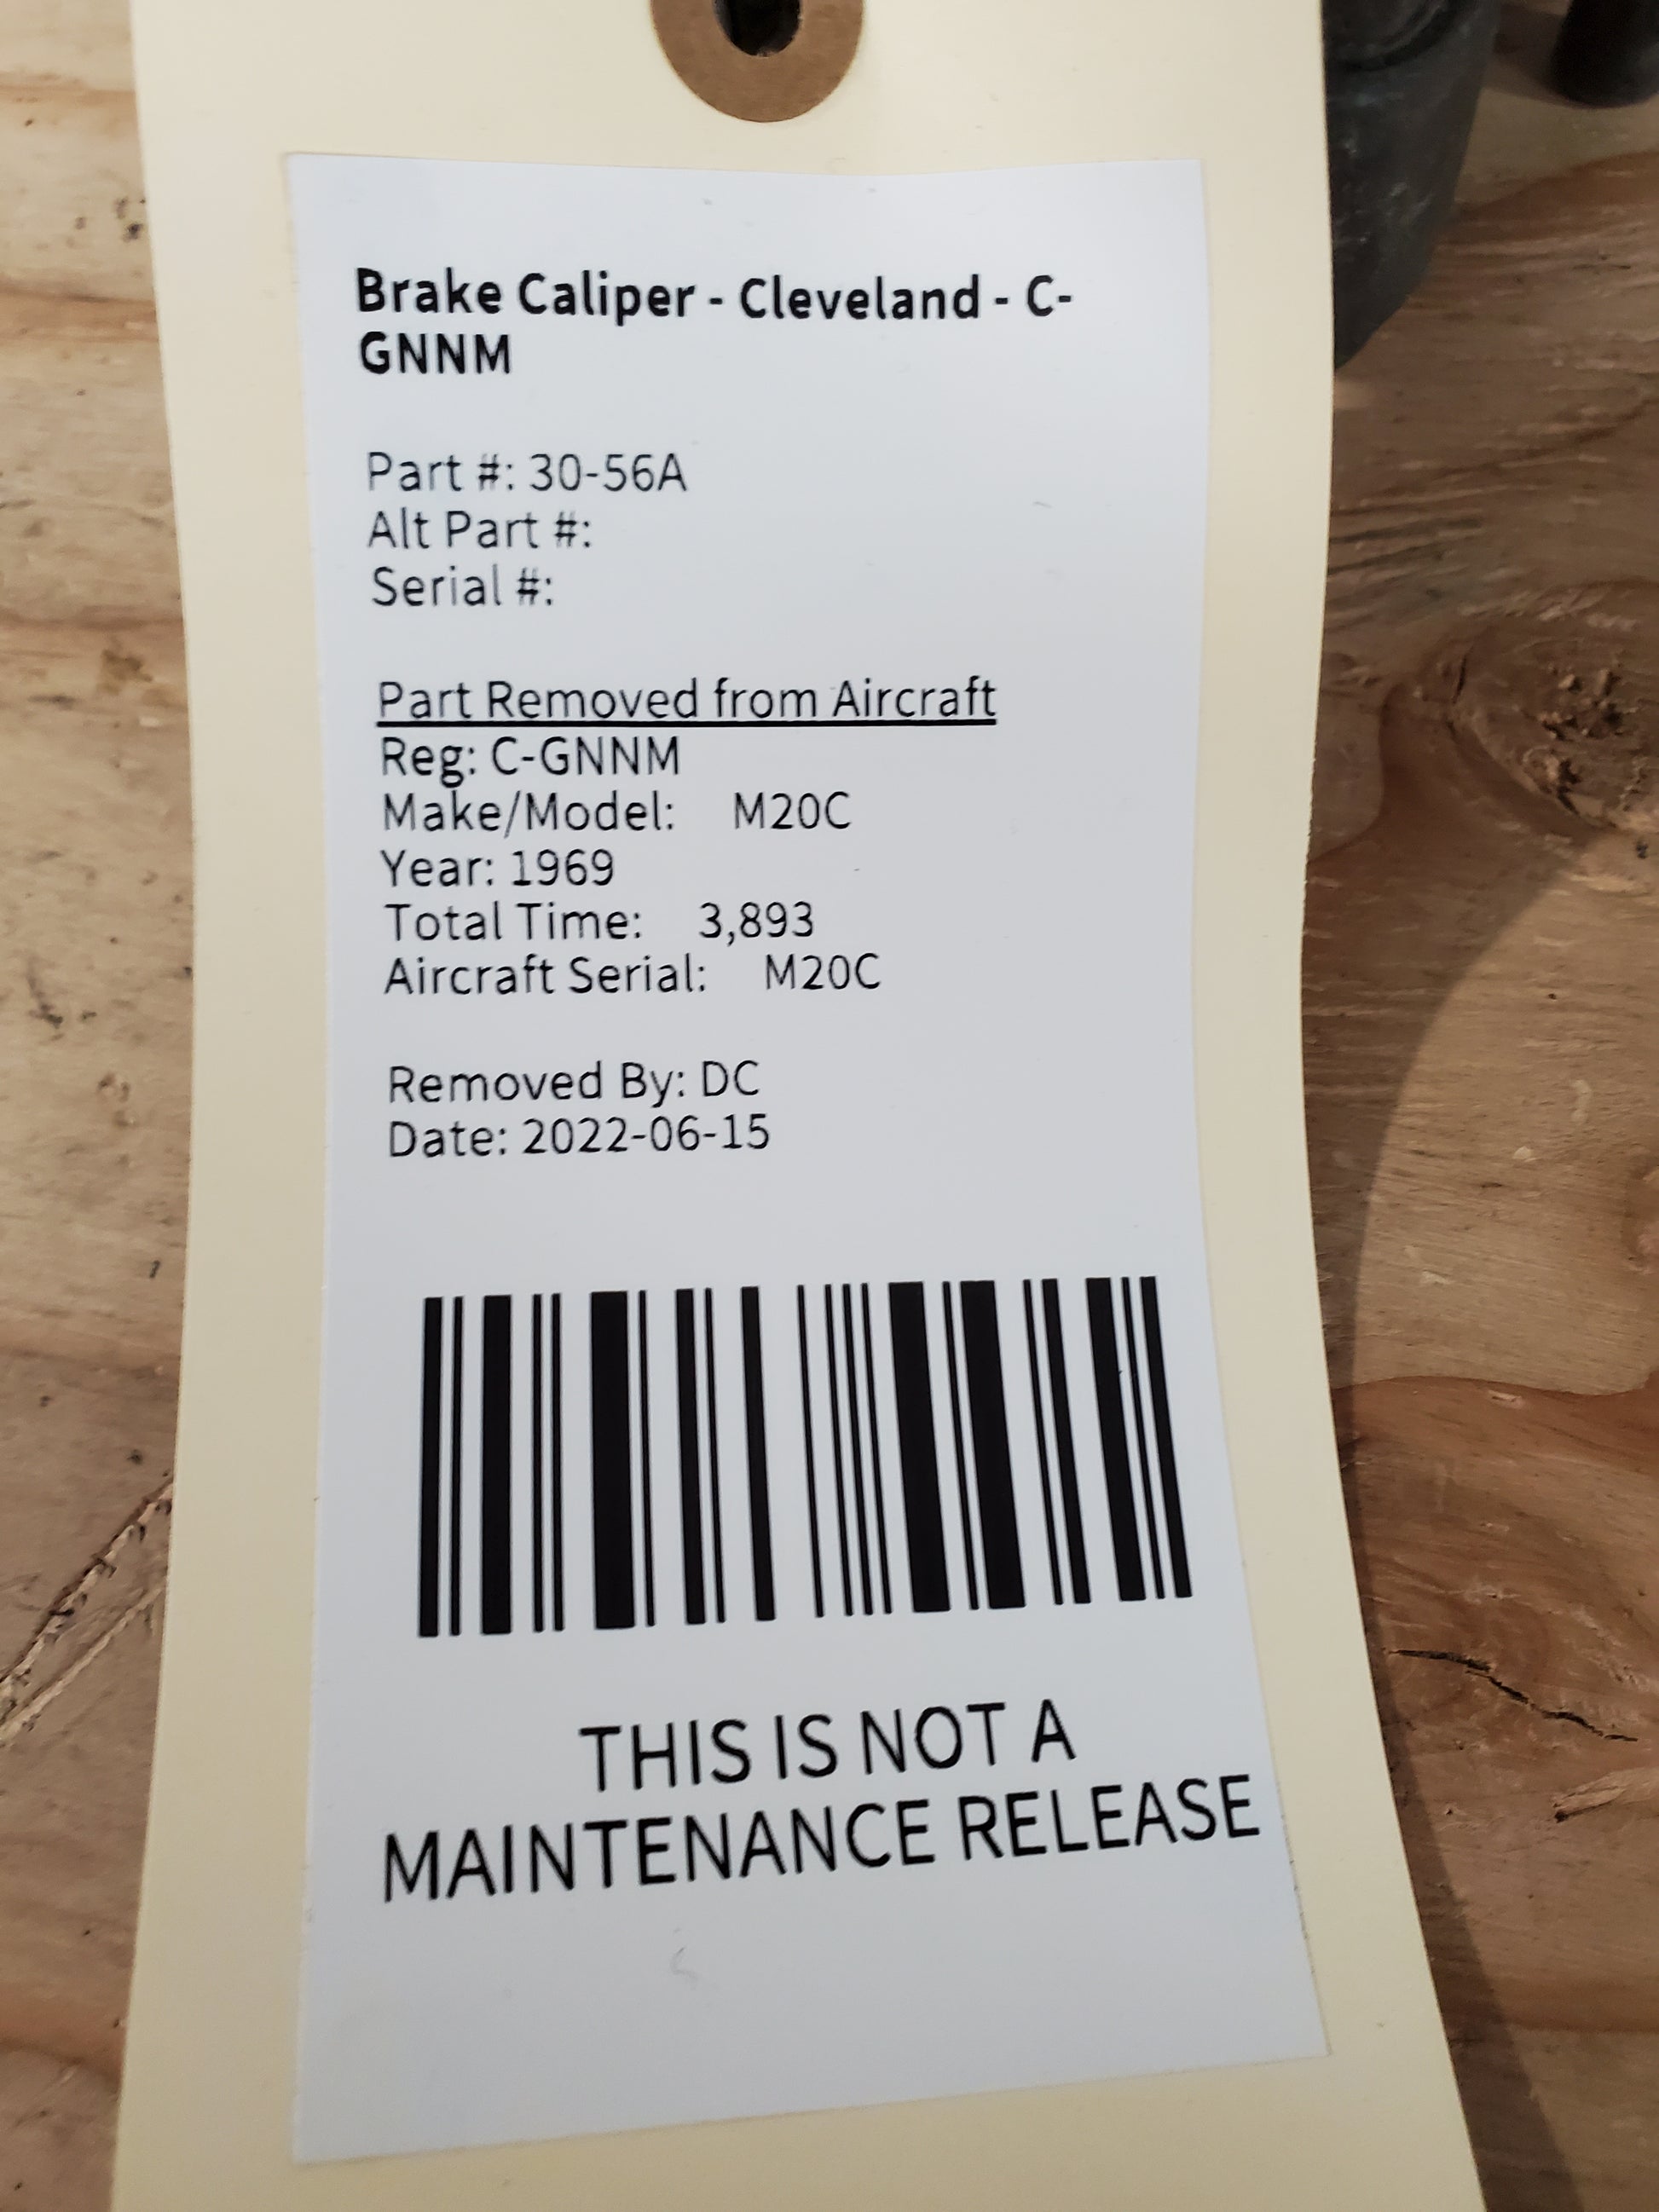 Brake Caliper - Cleveland - C-
GNNM
Part #: 30-56A
Alt Part #:
Serial #:
Part Removed from Aircraft
Reg: C-GNNM
Make/Model: M20C
Year: 1969
Total Time: 3,893
Aircraft Serial: M20C
Removed By: DC
Date: 2022-06-15
THIS IS NOT A
MAINTENANCE RELEASE